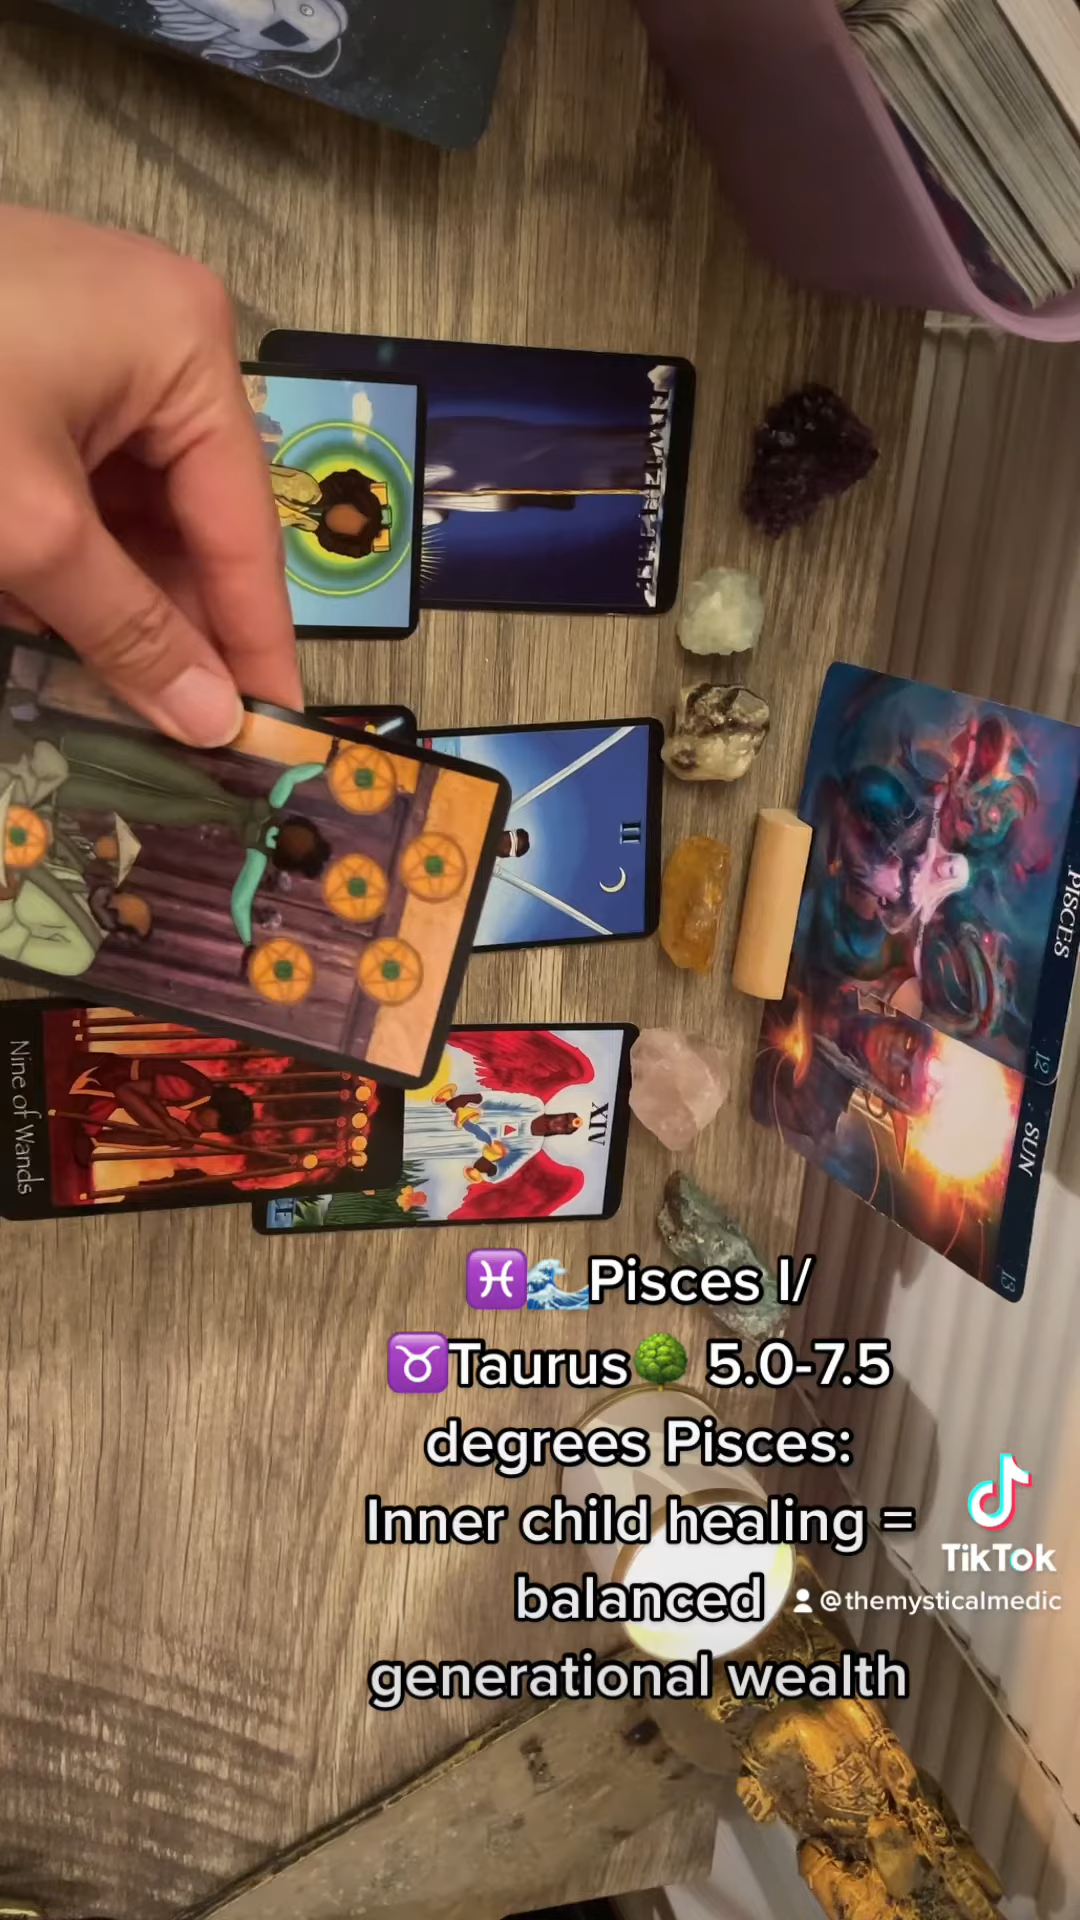 II
PISCES
12
SUN
13
XIV
Nine of Wands
♓🌊Pisces I/
♉Taurus🌳 5.0-7.5
degrees Pisces:
Inner child healing =
balanced
generational wealth
TikTok
@themysticalmedic